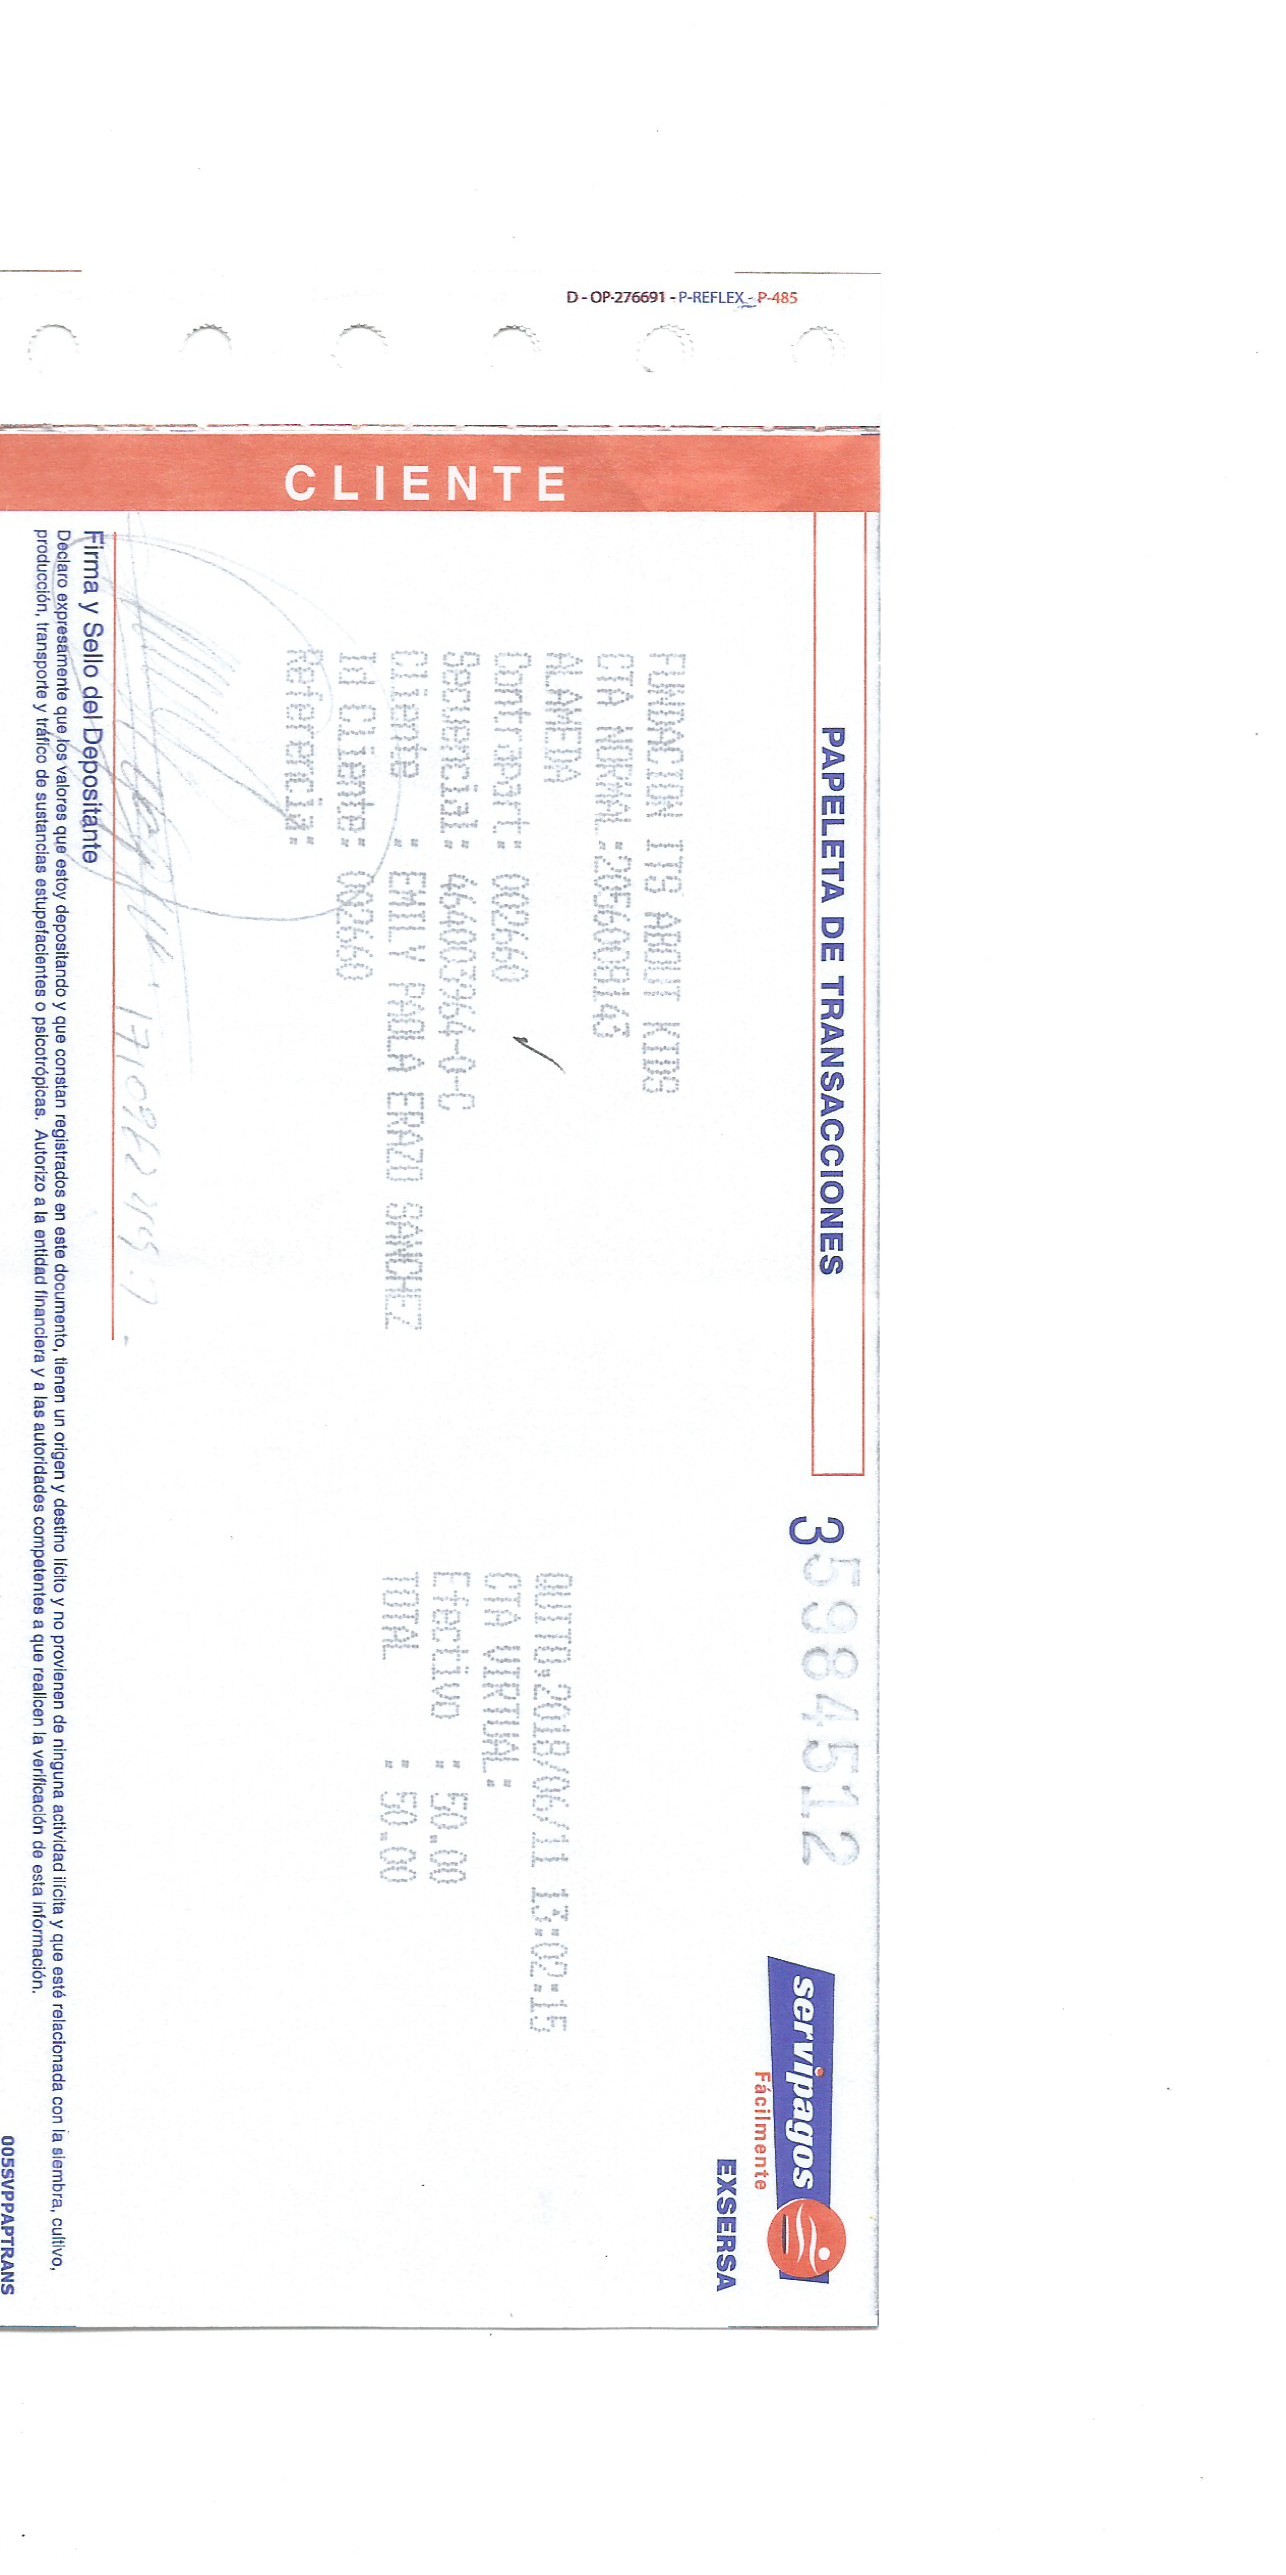 D - OP-276691 - P-REFLEX - P-485
CLIENTE
PAPELETA DE TRANSACCIONES
3 5984512
servipagos
Fácilmente
EXSERSA
FUNDACION ITS ABOUT KIDS
CTA NORMAL:2056008143
ALAMEDA
QUITO,2018/06/11 13:02:15
Contrapart: 002660
CTA VIRTUAL:
Secuencial: 464003964-0-0
Efectivo : 50.00
Cliente : EMILY PAOLA ERAZO SANCHEZ
TOTAL : 50.00
Id Cliente: 002660
Referencia:
Firma y Sello del Depositante
Declaro expresamente que los valores que estoy depositando y que constan registrados en este documento, tienen un origen y destino lícito y no provienen de ninguna actividad ilícita y que esté relacionada con la siembra, cultivo,
producción, transporte y tráfico de sustancias estupefacientes o psicotrópicas. Autorizo a la entidad financiera y a las autoridades competentes a que realicen la verificación de esta información.
005SVPPAPTRANS